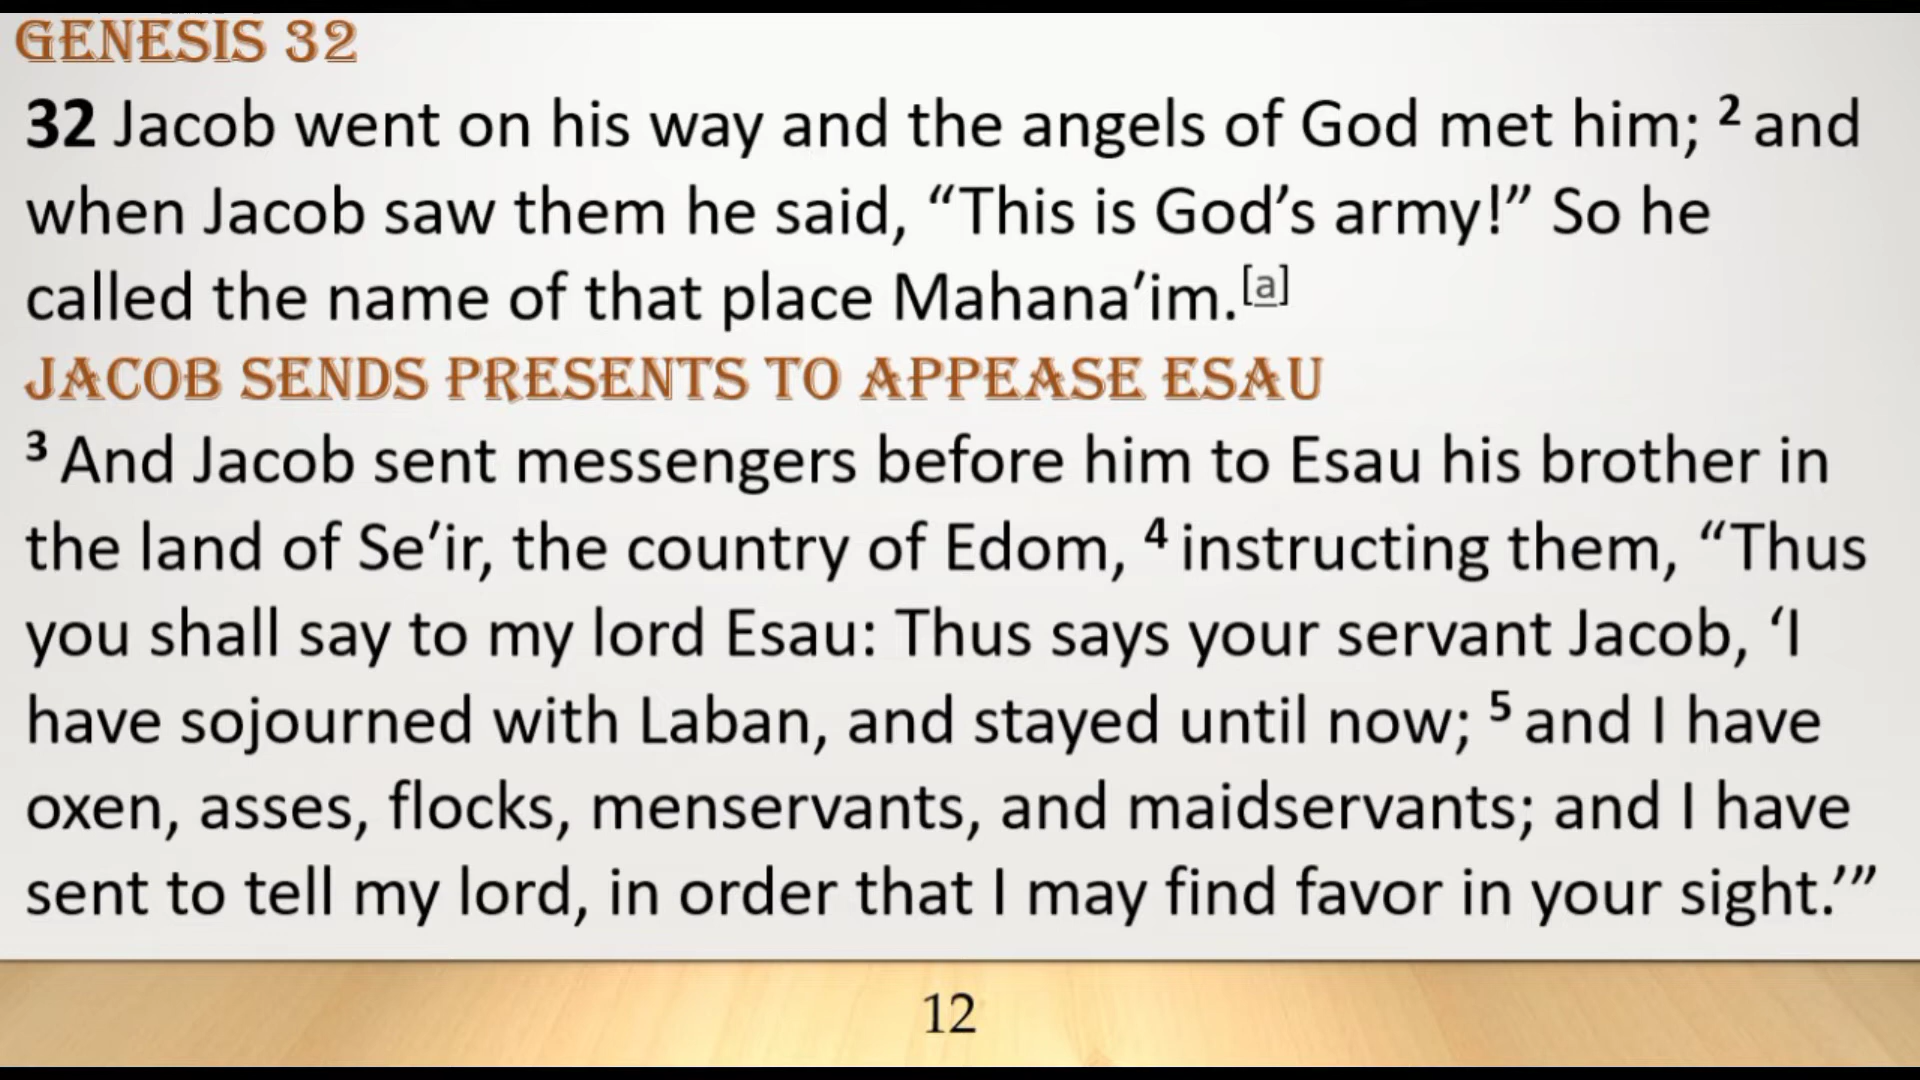 GENESIS 32
32 Jacob went on his way and the angels of God met him; 2 and
when Jacob saw them he said, “This is God’s army!” So he
called the name of that place Mahana′im.[a]
JACOB SENDS PRESENTS TO APPEASE ESAU
3 And Jacob sent messengers before him to Esau his brother in
the land of Se′ir, the country of Edom, 4 instructing them, “Thus
you shall say to my lord Esau: Thus says your servant Jacob, ‘I
have sojourned with Laban, and stayed until now; 5 and I have
oxen, asses, flocks, menservants, and maidservants; and I have
sent to tell my lord, in order that I may find favor in your sight.’”
12